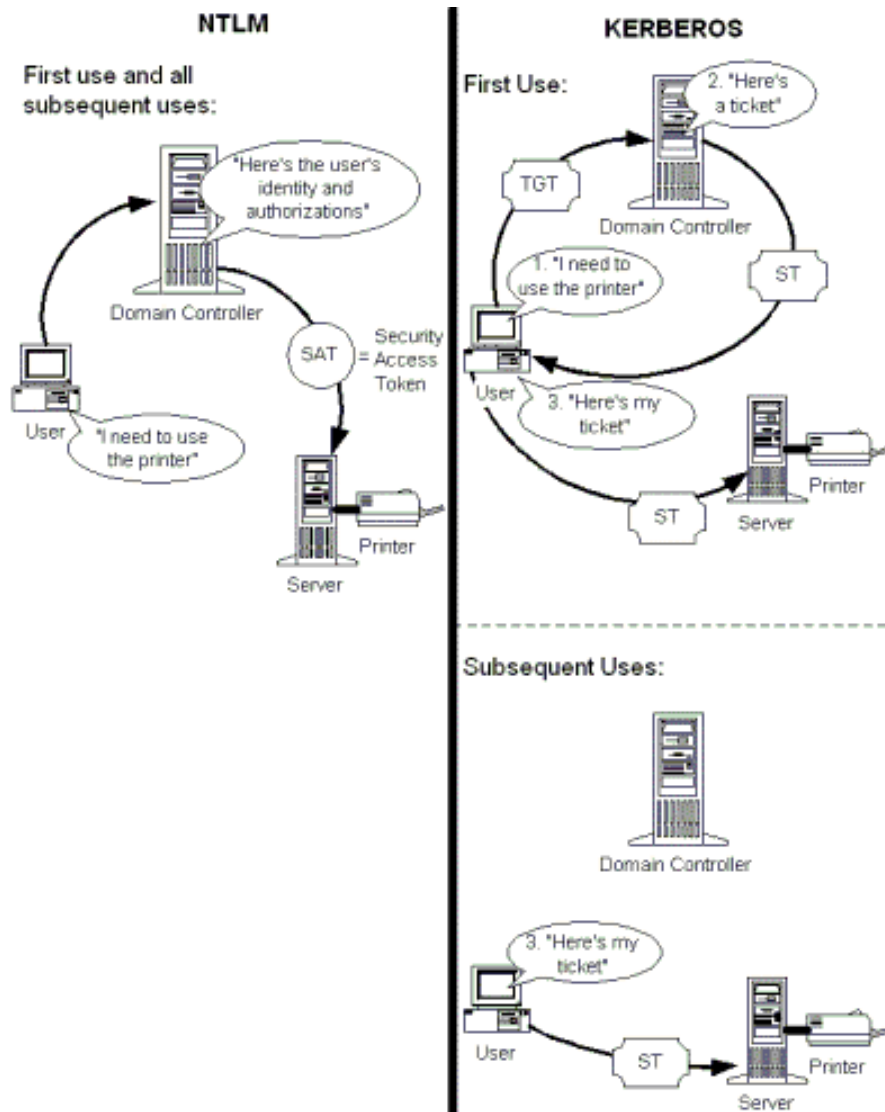 NTLM
First use and all
subsequent uses:
"Here's the user's
identity and
authorizations"
Domain Controller
SAT
= Security
Access
Token
User
"I need to use
the printer"
Printer
Server
KERBEROS
First Use:
2. "Here's
a ticket"
TGT
Domain Controller
ST
1. "I need to
use the printer"
User
3. "Here's my
ticket"
ST
Printer
Server
Subsequent Uses:
Domain Controller
3. "Here's my
ticket"
User
ST
Printer
Server